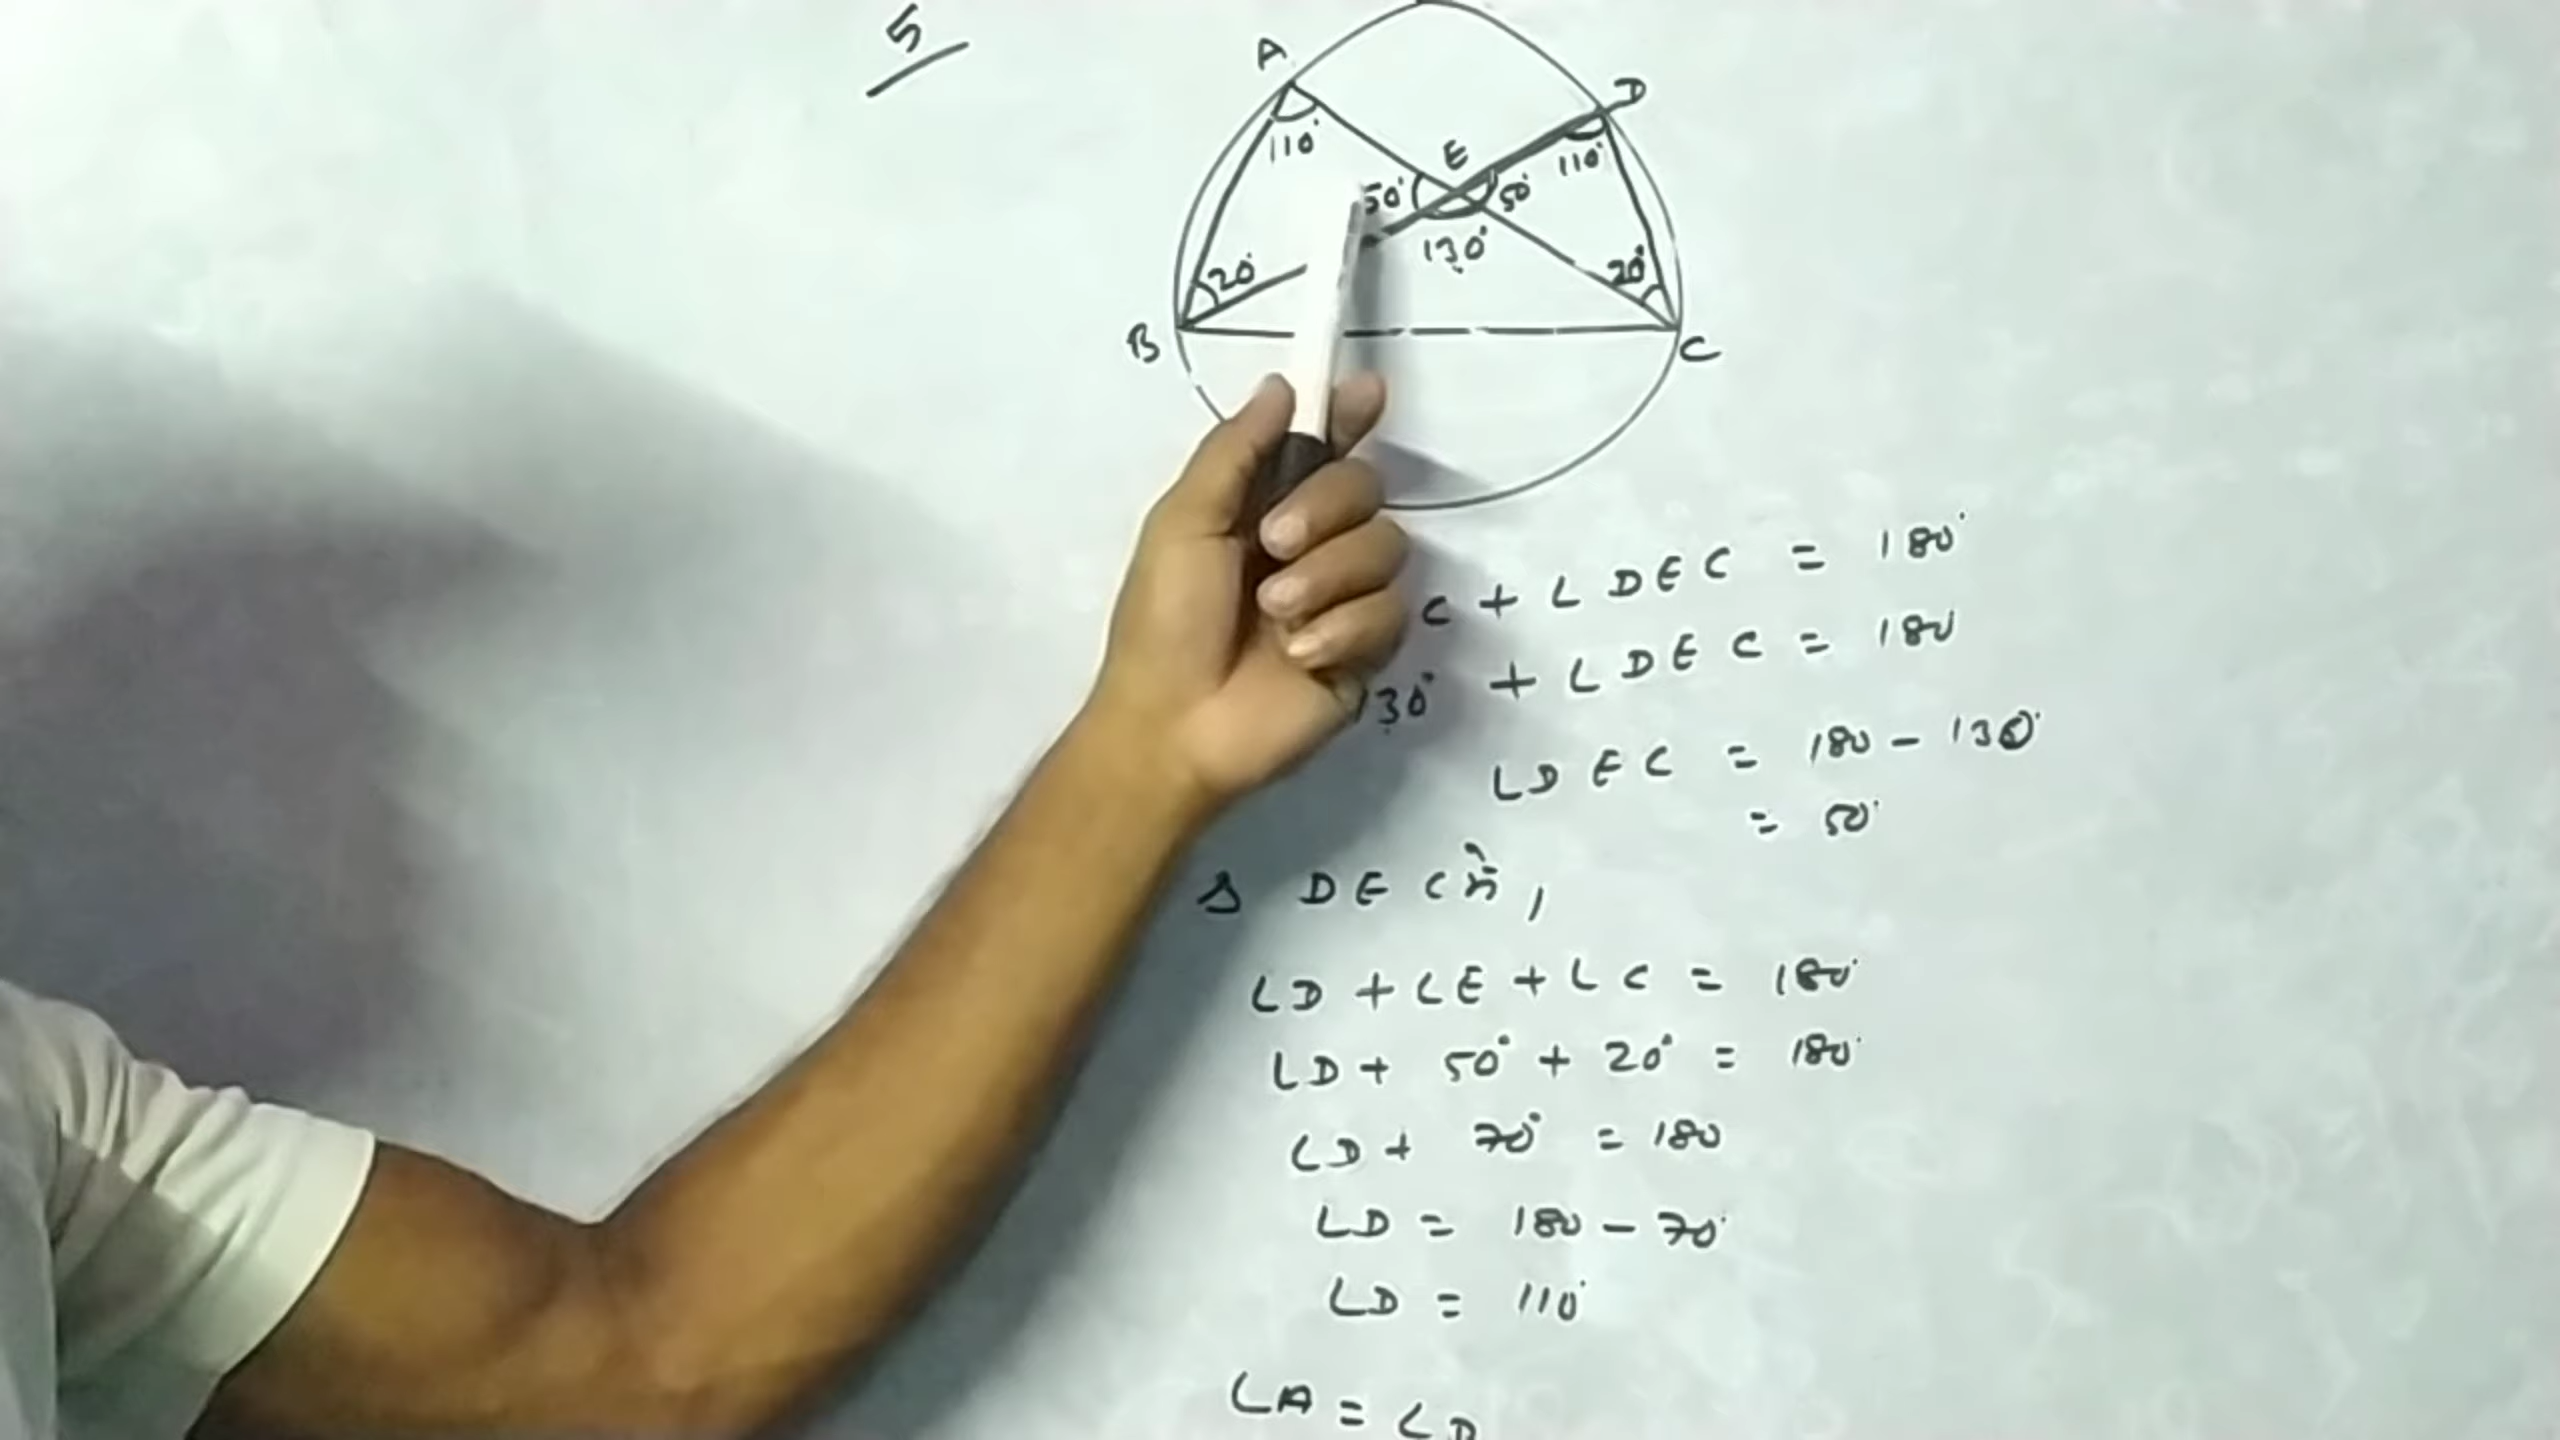 5
A
D
110°
E
110°
50°
50°
130°
20°
20°
B
C
C + ∠DEC = 180°
130° + ∠DEC = 180
∠DEC = 180 - 130°
= 50°
Δ DEC में,
∠D + ∠E + ∠C = 180°
∠D + 50° + 20° = 180°
∠D + 70° = 180
∠D = 180 - 70°
∠D = 110°
∠A = ∠D